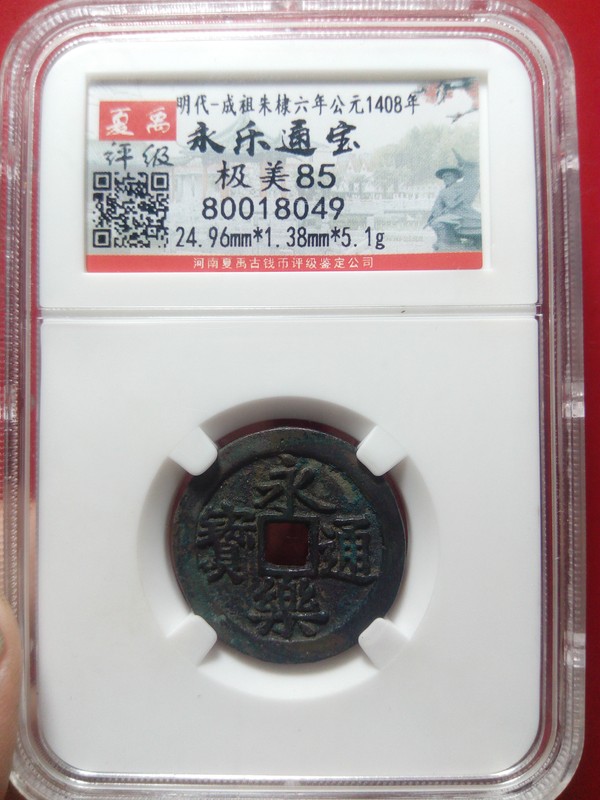 明代-成祖朱棣六年公元1408年
夏禹
评级
永乐通宝
极美85
80018049
24.96mm*1.38mm*5.1g
河南夏禹古钱币评级鉴定公司
永樂通寳